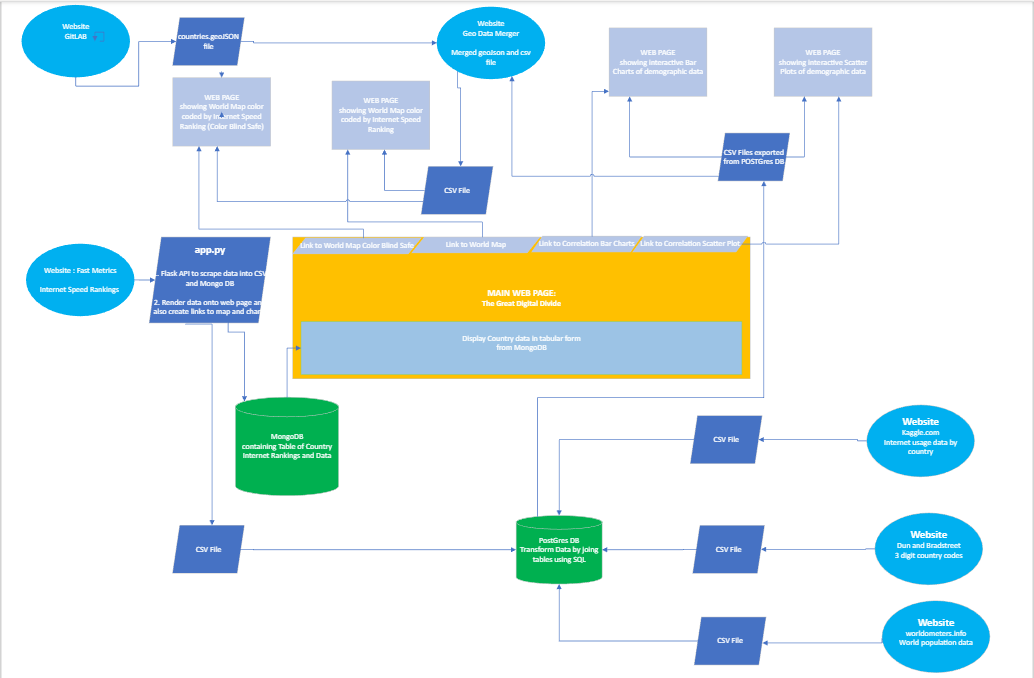 Website
GitLAB
countries.geoJSON
file
Website
Geo Data Merger
Merged geoJson and csv
file
WEB PAGE
showing Interactive Bar
Charts of demographic data
WEB PAGE
showing Interactive Scatter
Plots of demographic data
WEB PAGE
showing World Map color
coded by Internet Speed
Ranking (Color Blind Safe)
WEB PAGE
showing World Map color
coded by Internet Speed
Ranking
CSV Files exported
from POSTGres DB
CSV File
Link to World Map Color Blind Safe
Link to World Map
Link to Correlation Bar Charts
Link to Correlation Scatter Plot
Website : Fast Metrics
Internet Speed Rankings
app.py
. Flask API to scrape data into CSV
and Mongo DB
2. Render data onto web page an
also create links to map and char
MAIN WEB PAGE:
The Great Digital Divide
Display Country data in tabular form
from MongoDB
MongoDB
containing Table of Country
Internet Rankings and Data
CSV File
Website
Kaggle.com
Internet usage data by
country
CSV File
PostGres DB
Transform Data by joing
tables using SQL
CSV File
Website
Dun and Bradstreet
3 digit country codes
CSV File
Website
worldometers.info
World population data